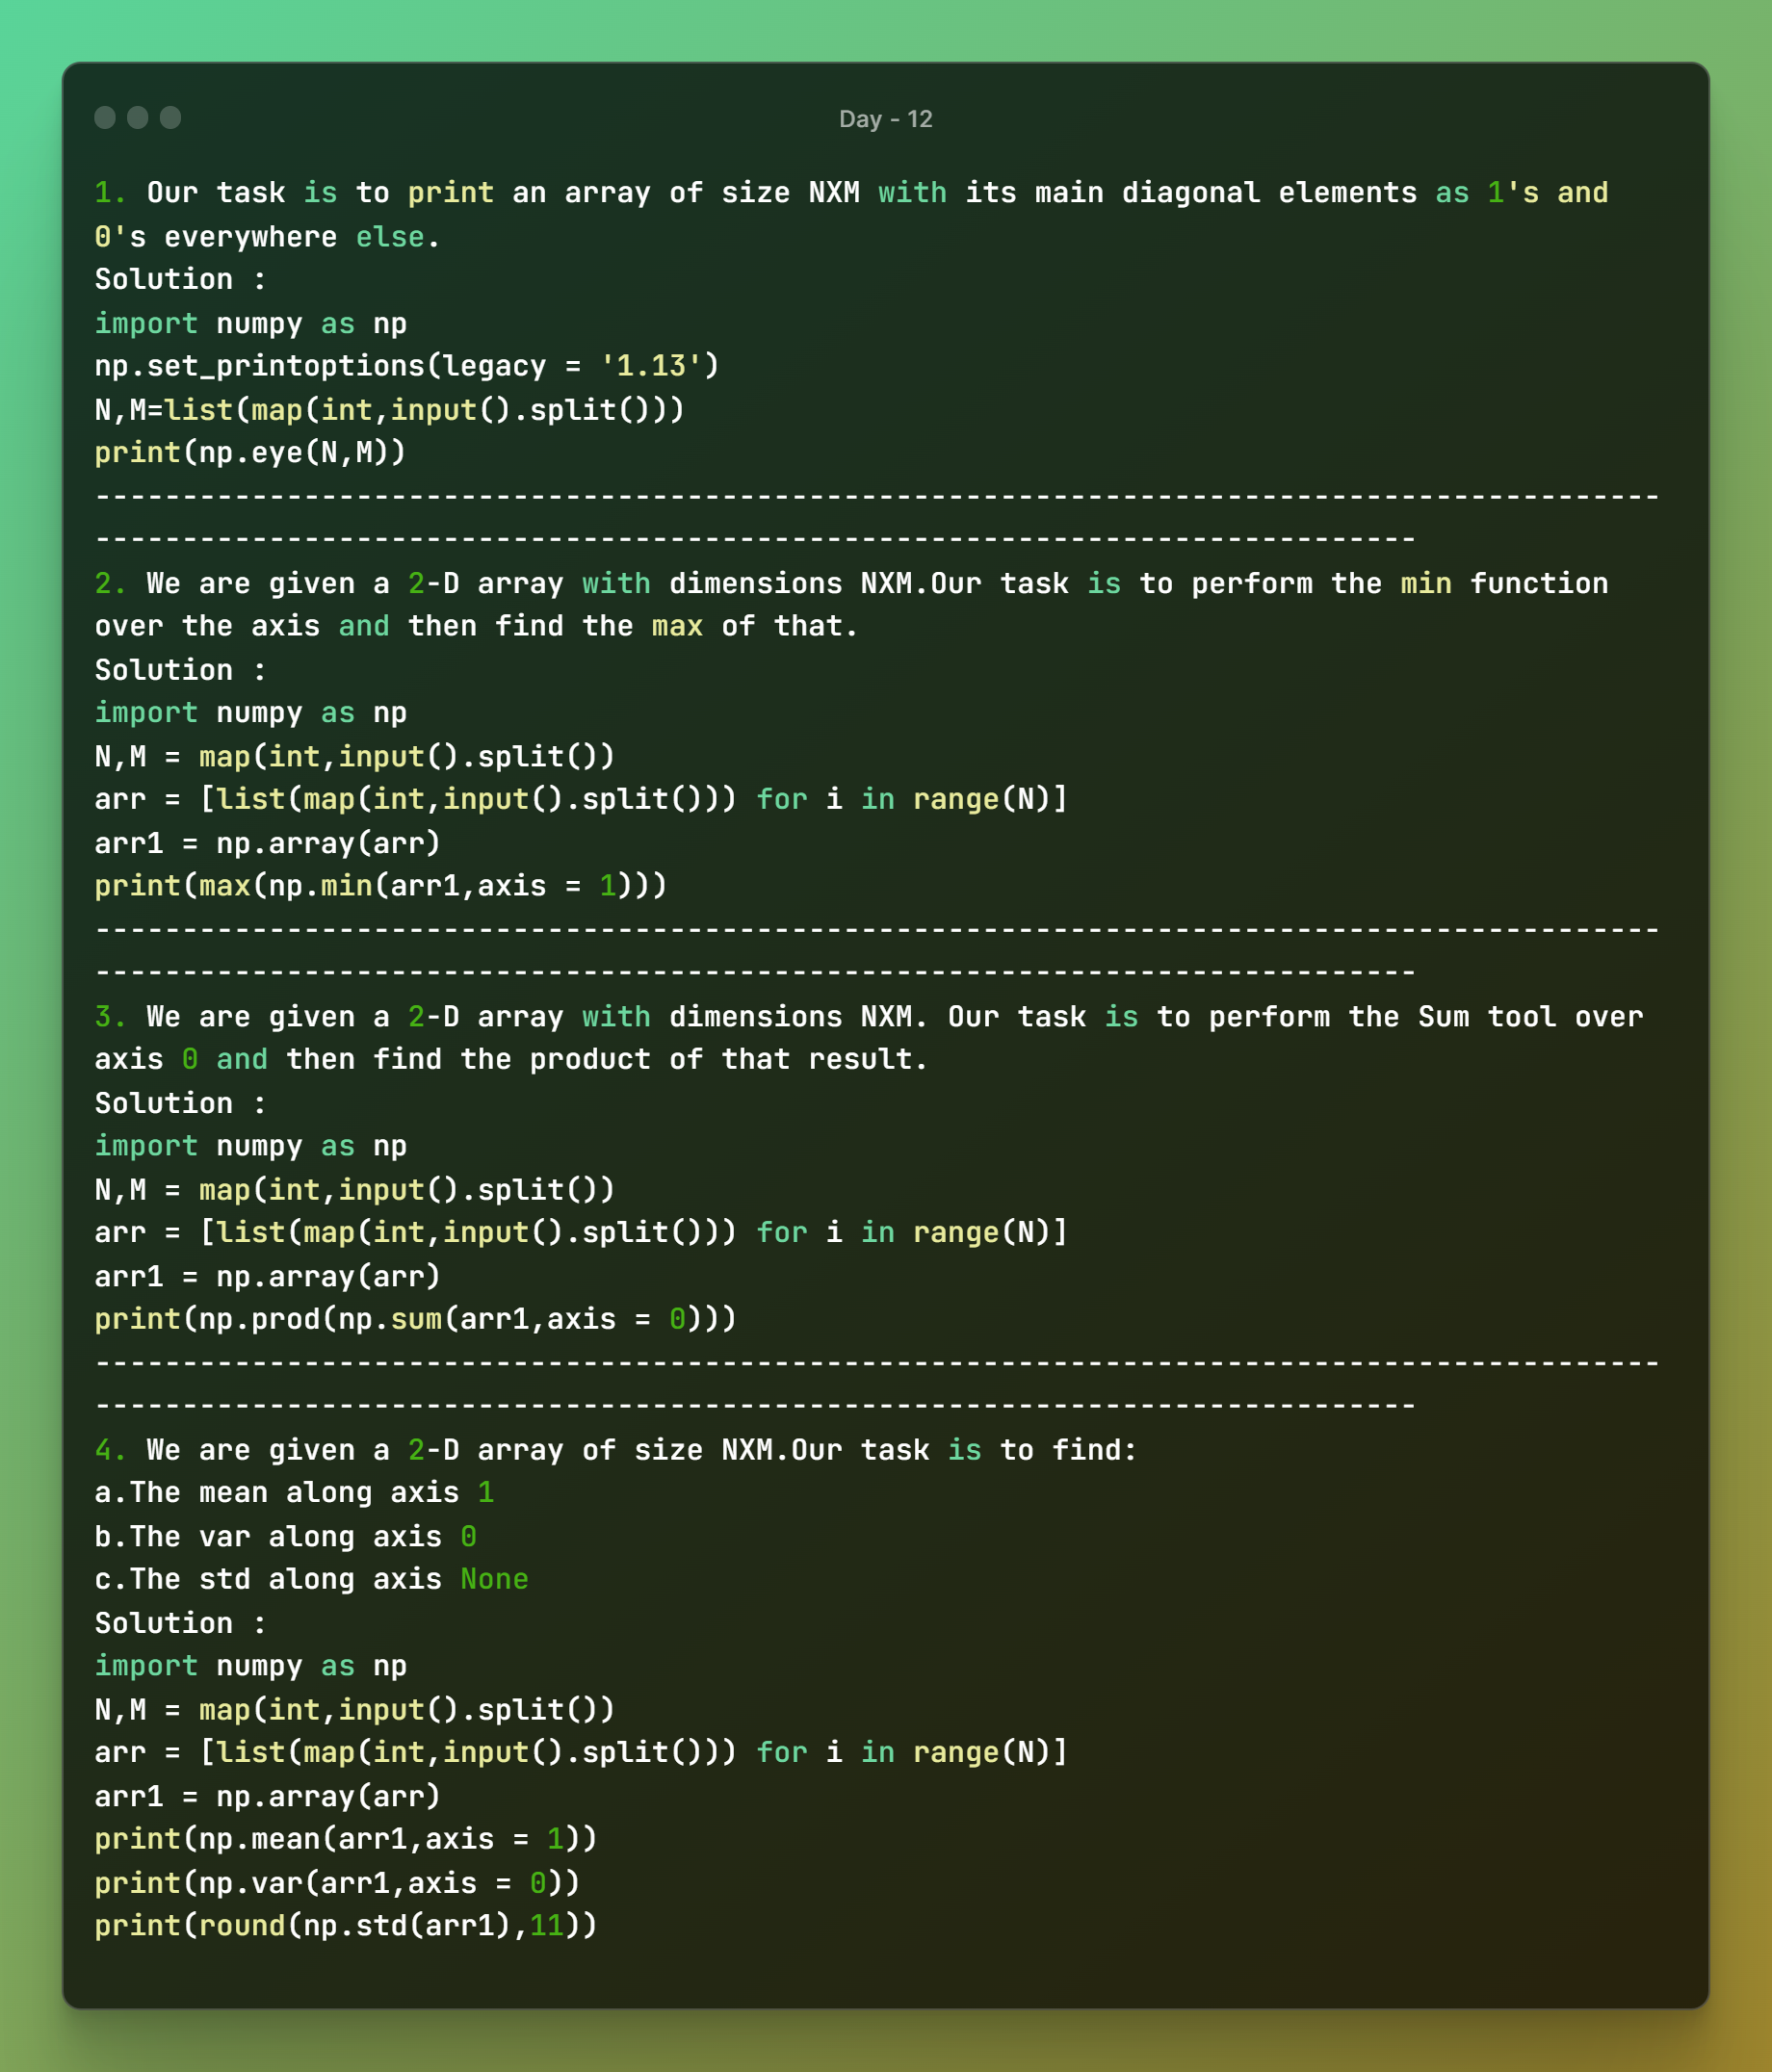 Day - 12
1. Our task is to print an array of size NXM with its main diagonal elements as 1's and
0's everywhere else.
Solution :
import numpy as np
np.set_printoptions(legacy = '1.13')
N,M=list(map(int,input().split()))
print(np.eye(N,M))
------------------------------------------------------------------------------------------
----------------------------------------------------------------------------
2. We are given a 2-D array with dimensions NXM.Our task is to perform the min function
over the axis and then find the max of that.
Solution :
import numpy as np
N,M = map(int,input().split())
arr = [list(map(int,input().split())) for i in range(N)]
arr1 = np.array(arr)
print(max(np.min(arr1,axis = 1)))
------------------------------------------------------------------------------------------
----------------------------------------------------------------------------
3. We are given a 2-D array with dimensions NXM. Our task is to perform the Sum tool over
axis 0 and then find the product of that result.
Solution :
import numpy as np
N,M = map(int,input().split())
arr = [list(map(int,input().split())) for i in range(N)]
arr1 = np.array(arr)
print(np.prod(np.sum(arr1,axis = 0)))
------------------------------------------------------------------------------------------
----------------------------------------------------------------------------
4. We are given a 2-D array of size NXM.Our task is to find:
a.The mean along axis 1
b.The var along axis 0
c.The std along axis None
Solution :
import numpy as np
N,M = map(int,input().split())
arr = [list(map(int,input().split())) for i in range(N)]
arr1 = np.array(arr)
print(np.mean(arr1,axis = 1))
print(np.var(arr1,axis = 0))
print(round(np.std(arr1),11))